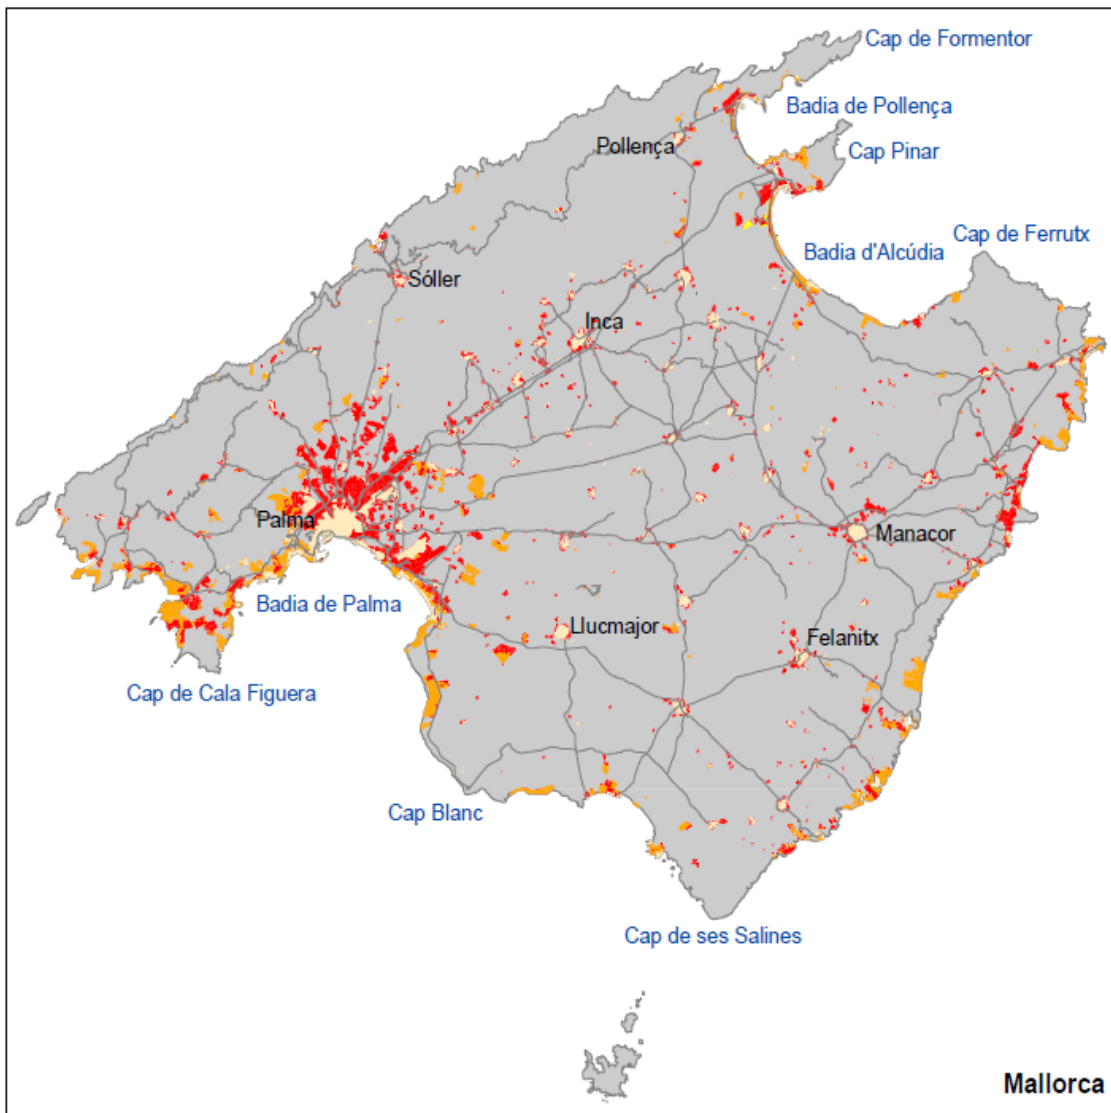 Cap de Formentor
Badia de Pollença
Pollença
Cap Pinar
Cap de Ferrutx
Badia d'Alcúdia
Sóller
Inca
Palma
Manacor
Badia de Palma
Llucmajor
Felanitx
Cap de Cala Figuera
Cap Blanc
Cap de ses Salines
Mallorca